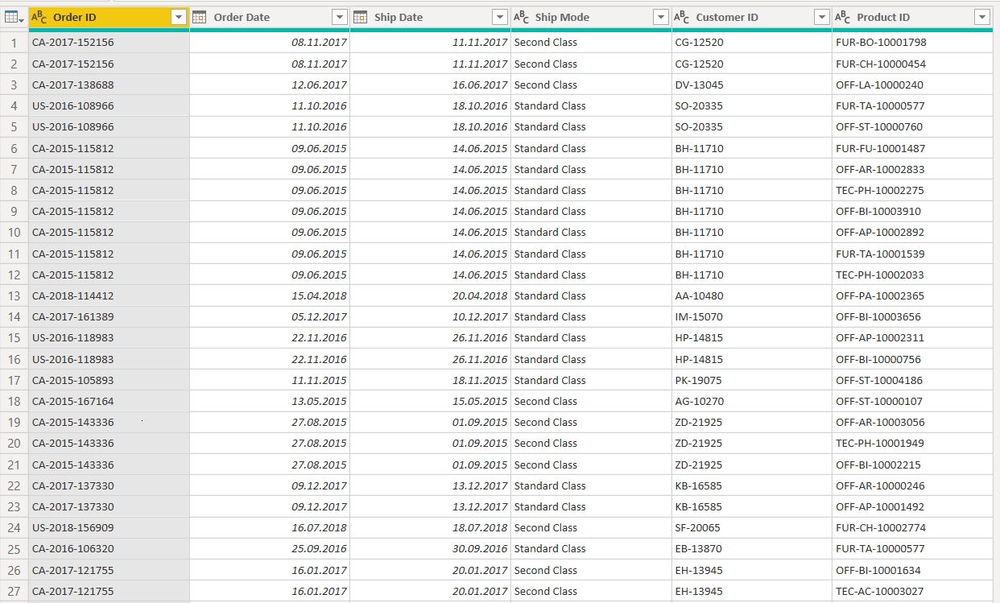 Order ID Order Date Ship Date Ship Mode Customer ID Product ID
1 CA-2017-152156 08.11.2017 11.11.2017 Second Class CG-12520 FUR-BO-10001798
2 CA-2017-152156 08.11.2017 11.11.2017 Second Class CG-12520 FUR-CH-10000454
3 CA-2017-138688 12.06.2017 16.06.2017 Second Class DV-13045 OFF-LA-10000240
4 US-2016-108966 11.10.2016 18.10.2016 Standard Class SO-20335 FUR-TA-10000577
5 US-2016-108966 11.10.2016 18.10.2016 Standard Class SO-20335 OFF-ST-10000760
6 CA-2015-115812 09.06.2015 14.06.2015 Standard Class BH-11710 FUR-FU-10001487
7 CA-2015-115812 09.06.2015 14.06.2015 Standard Class BH-11710 OFF-AR-10002833
8 CA-2015-115812 09.06.2015 14.06.2015 Standard Class BH-11710 TEC-PH-10002275
9 CA-2015-115812 09.06.2015 14.06.2015 Standard Class BH-11710 OFF-BI-10003910
10 CA-2015-115812 09.06.2015 14.06.2015 Standard Class BH-11710 OFF-AP-10002892
11 CA-2015-115812 09.06.2015 14.06.2015 Standard Class BH-11710 FUR-TA-10001539
12 CA-2015-115812 09.06.2015 14.06.2015 Standard Class BH-11710 TEC-PH-10002033
13 CA-2018-114412 15.04.2018 20.04.2018 Standard Class AA-10480 OFF-PA-10002365
14 CA-2017-161389 05.12.2017 10.12.2017 Standard Class IM-15070 OFF-BI-10003656
15 US-2016-118983 22.11.2016 26.11.2016 Standard Class HP-14815 OFF-AP-10002311
16 US-2016-118983 22.11.2016 26.11.2016 Standard Class HP-14815 OFF-BI-10000756
17 CA-2015-105893 11.11.2015 18.11.2015 Standard Class PK-19075 OFF-ST-10004186
18 CA-2015-167164 13.05.2015 15.05.2015 Second Class AG-10270 OFF-ST-10000107
19 CA-2015-143336 27.08.2015 01.09.2015 Second Class ZD-21925 OFF-AR-10003056
20 CA-2015-143336 27.08.2015 01.09.2015 Second Class ZD-21925 TEC-PH-10001949
21 CA-2015-143336 27.08.2015 01.09.2015 Second Class ZD-21925 OFF-BI-10002215
22 CA-2017-137330 09.12.2017 13.12.2017 Standard Class KB-16585 OFF-AR-10000246
23 CA-2017-137330 09.12.2017 13.12.2017 Standard Class KB-16585 OFF-AP-10001492
24 US-2018-156909 16.07.2018 18.07.2018 Second Class SF-20065 FUR-CH-10002774
25 CA-2016-106320 25.09.2016 30.09.2016 Standard Class EB-13870 FUR-TA-10000577
26 CA-2017-121755 16.01.2017 20.01.2017 Second Class EH-13945 OFF-BI-10001634
27 CA-2017-121755 16.01.2017 20.01.2017 Second Class EH-13945 TEC-AC-10003027